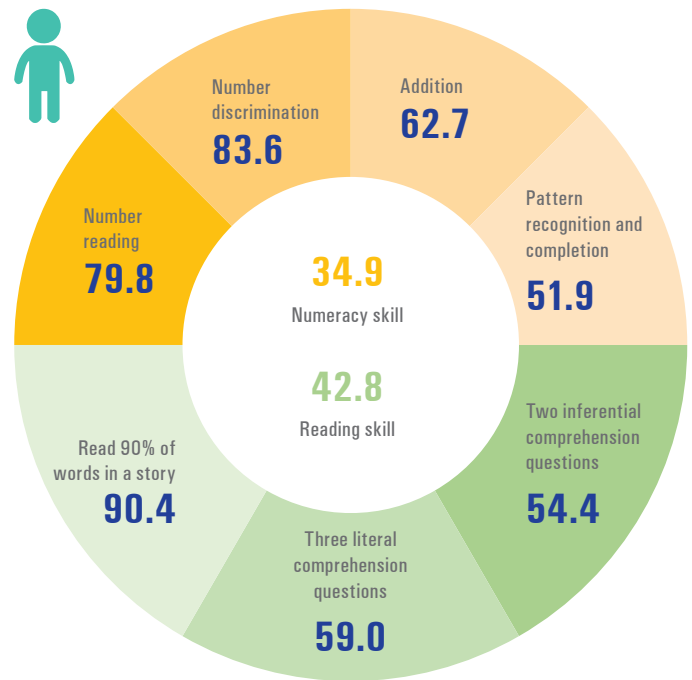 Number
discrimination
83.6
Addition
62.7
Pattern
recognition and
completion
51.9
Number
reading
79.8
34.9
Numeracy skill
42.8
Reading skill
Two inferential
comprehension
questions
54.4
Read 90% of
words in a story
90.4
Three literal
comprehension
questions
59.0